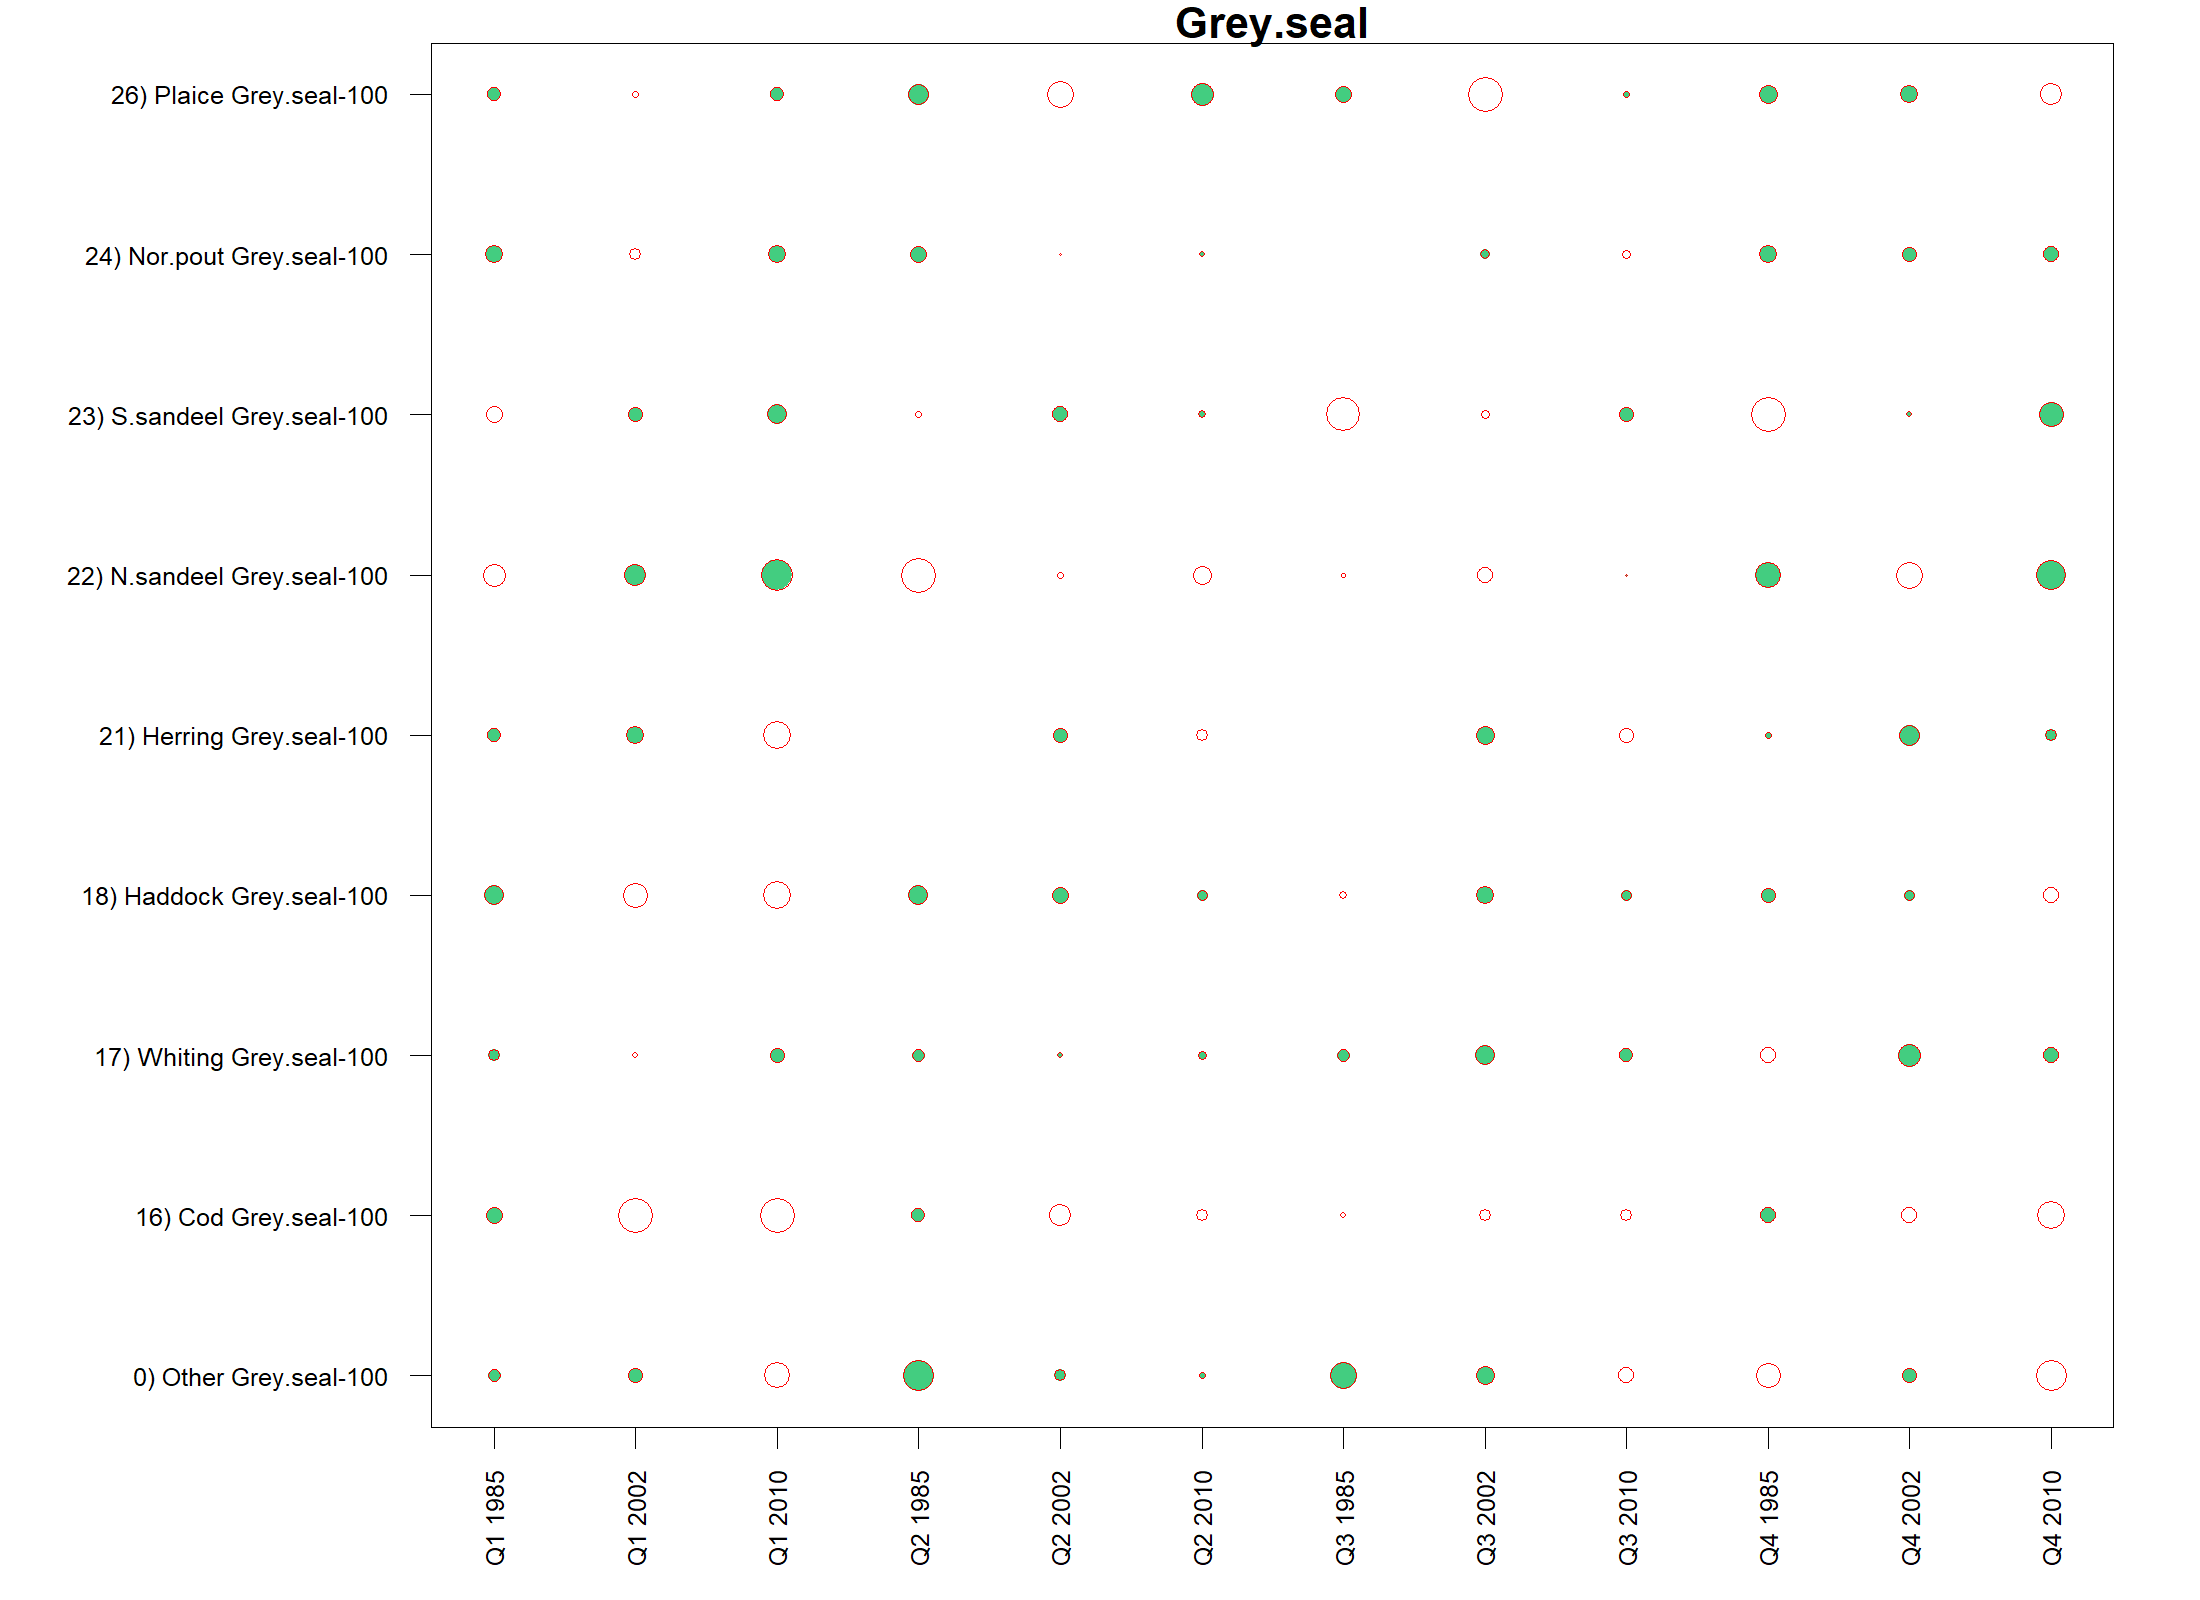 Grey.seal
26) Plaice Grey.seal-100
24) Nor.pout Grey.seal-100
23) S.sandeel Grey.seal-100
22) N.sandeel Grey.seal-100
21) Herring Grey.seal-100
18) Haddock Grey.seal-100
17) Whiting Grey.seal-100
16) Cod Grey.seal-100
0) Other Grey.seal-100
Q1 1985
Q1 2002
Q1 2010
Q2 1985
Q2 2002
Q2 2010
Q3 1985
Q3 2002
Q3 2010
Q4 1985
Q4 2002
Q4 2010